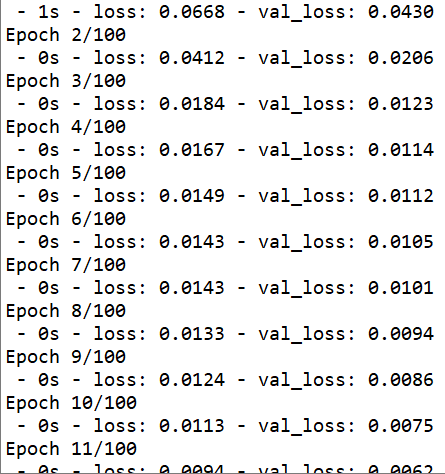 - 1s - loss: 0.0668 - val_loss: 0.0430
Epoch 2/100
- 0s - loss: 0.0412 - val_loss: 0.0206
Epoch 3/100
- 0s - loss: 0.0184 - val_loss: 0.0123
Epoch 4/100
- 0s - loss: 0.0167 - val_loss: 0.0114
Epoch 5/100
- 0s - loss: 0.0149 - val_loss: 0.0112
Epoch 6/100
- 0s - loss: 0.0143 - val_loss: 0.0105
Epoch 7/100
- 0s - loss: 0.0143 - val_loss: 0.0101
Epoch 8/100
- 0s - loss: 0.0133 - val_loss: 0.0094
Epoch 9/100
- 0s - loss: 0.0124 - val_loss: 0.0086
Epoch 10/100
- 0s - loss: 0.0113 - val_loss: 0.0075
Epoch 11/100
- 0s - loss: 0.0094 - val_loss: 0.0062